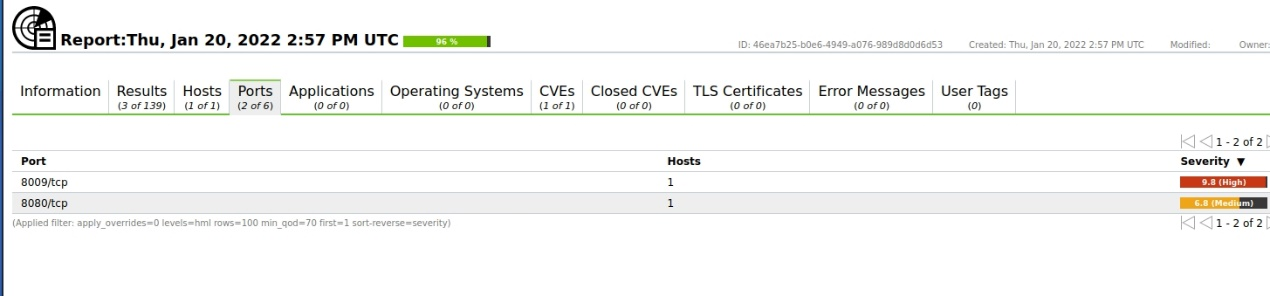 Report:Thu, Jan 20, 2022 2:57 PM UTC 96 %
ID: 46ea7b25-b0e6-4949-a076-989d8d0d6d53 Created: Thu, Jan 20, 2022 2:57 PM UTC Modified: Owner:
Information Results Hosts Ports Applications Operating Systems CVEs Closed CVEs TLS Certificates Error Messages User Tags
(3 of 139) (1 of 1) (2 of 6) (0 of 0) (0 of 0) (1 of 1) (0 of 0) (0 of 0) (0 of 0) (0)
1 - 2 of 2
Port Hosts Severity ▼
8009/tcp 1 9.8 (High)
8080/tcp 1 6.8 (Medium)
(Applied filter: apply_overrides=0 levels=hml rows=100 min_qod=70 first=1 sort-reverse=severity) 1 - 2 of 2